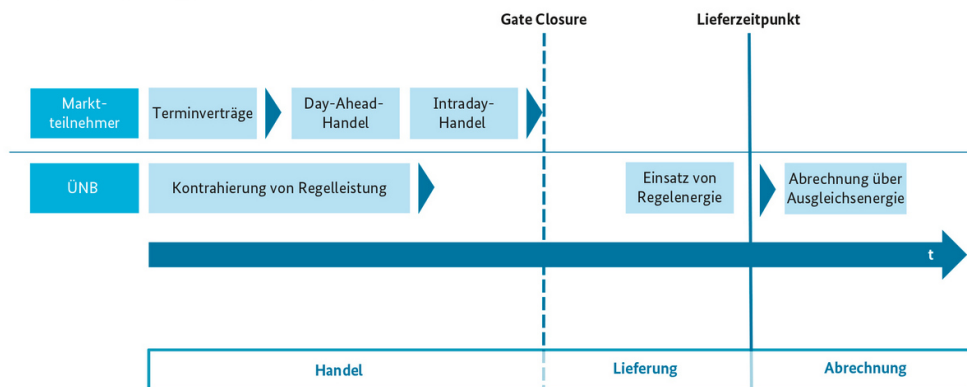 Gate Closure
Lieferzeitpunkt
Markt-
teilnehmer
Terminverträge
Day-Ahead-
Handel
Intraday-
Handel
ÜNB
Kontrahierung von Regelleistung
Einsatz von
Regelenergie
Abrechnung über
Ausgleichsenergie
t
Handel
Lieferung
Abrechnung